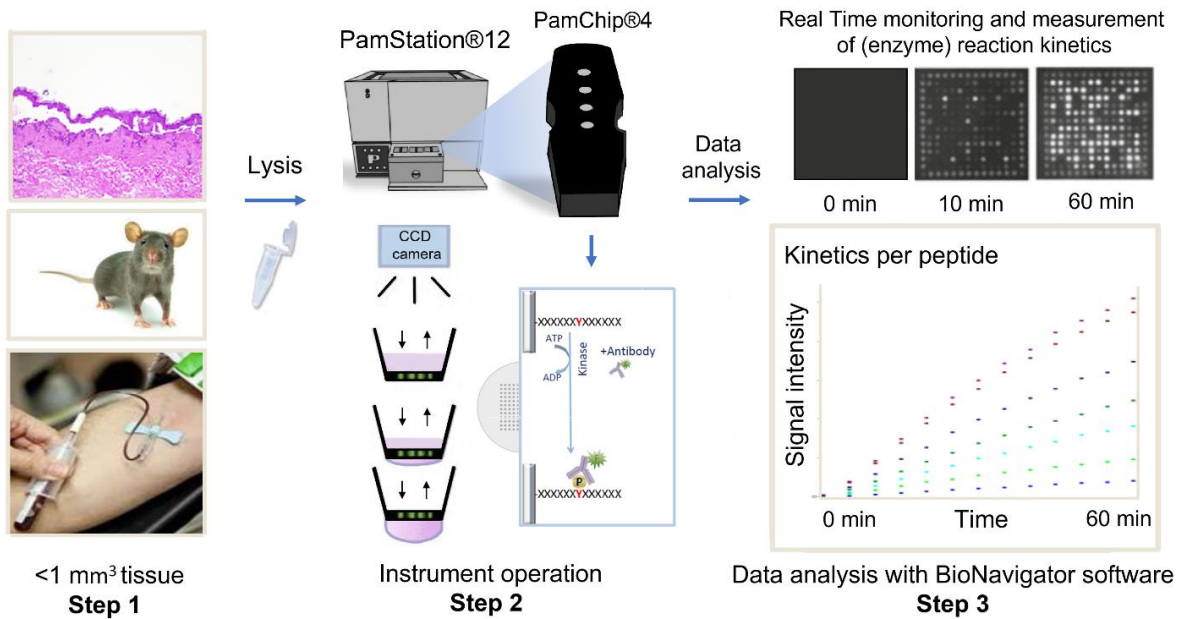 PamStation®12
PamChip®4
Real Time monitoring and measurement
of (enzyme) reaction kinetics
Lysis
P
Data
analysis
0 min
10 min
60 min
CCD
camera
-XXXXXXYXXXXXX
ATP
ADP
Kinase
+Antibody
P
-XXXXXXYXXXXXX
Kinetics per peptide
Signal intensity
0 min
Time
60 min
<1 mm³ tissue
Step 1
Instrument operation
Step 2
Data analysis with BioNavigator software
Step 3